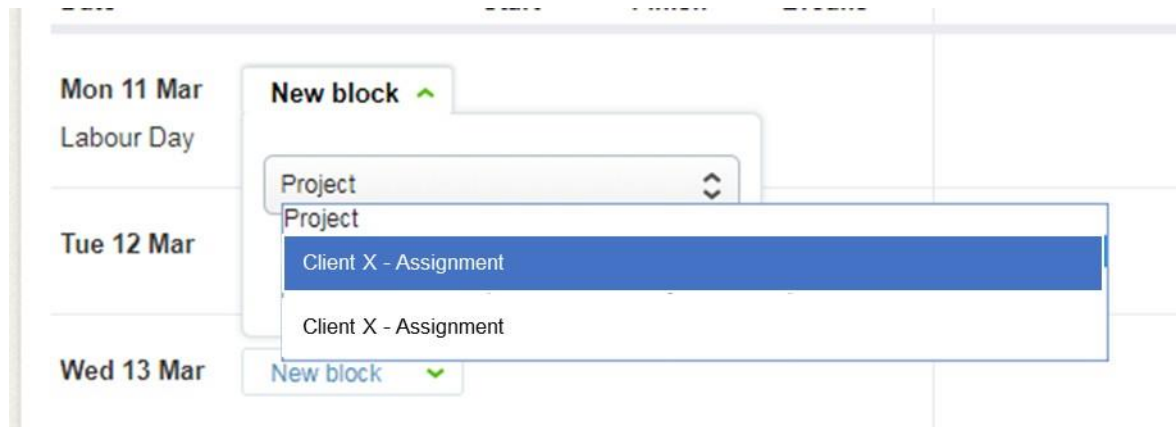 Mon 11 Mar
New block
Labour Day
Project
Project
Tue 12 Mar
Client X - Assignment
Client X - Assignment
Wed 13 Mar
New block